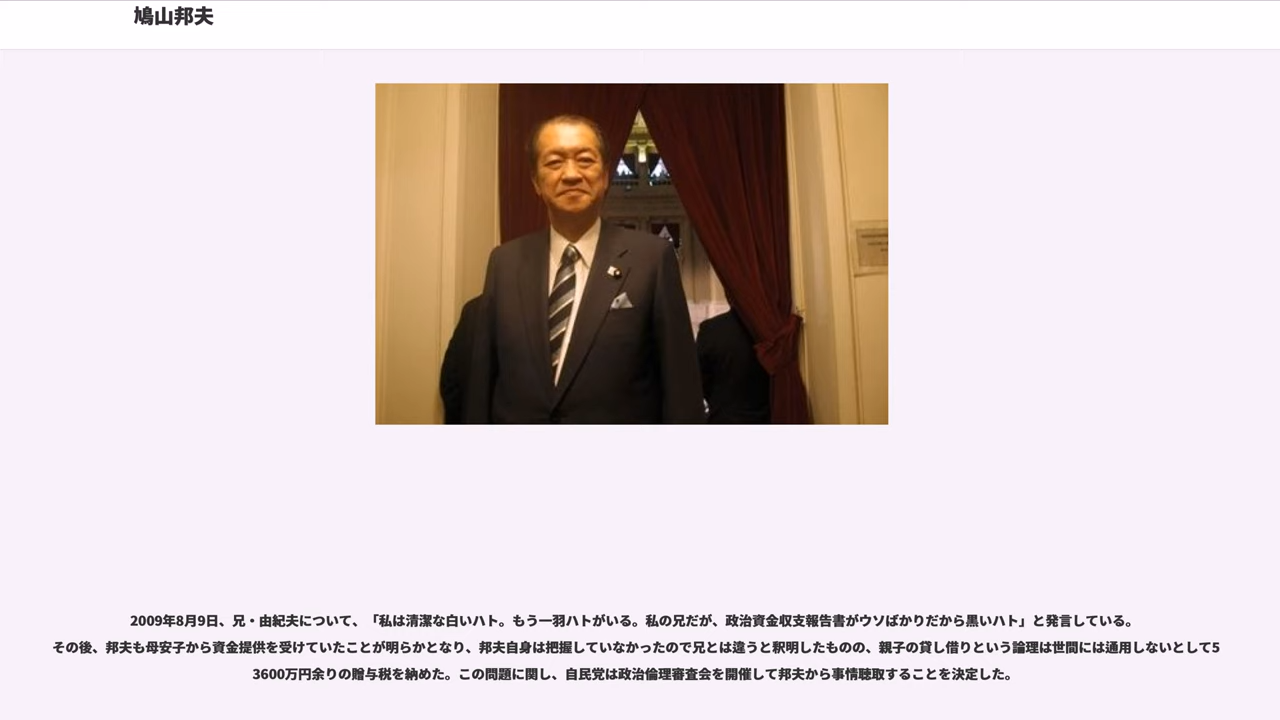 鳩山邦夫
2009年8月9日、兄・由紀夫について、「私は清潔な白いハト。もう一羽ハトがいる。私の兄だが、政治資金収支報告書がウソばかりだから黒いハト」と発言している。
その後、邦夫も母安子から資金提供を受けていたことが明らかとなり、邦夫自身は把握していなかったので兄とは違うと釈明したものの、親子の貸し借りという論理は世間には通用しないとして5
3600万円余りの贈与税を納めた。この問題に関し、自民党は政治倫理審査会を開催して邦夫から事情聴取することを決定した。